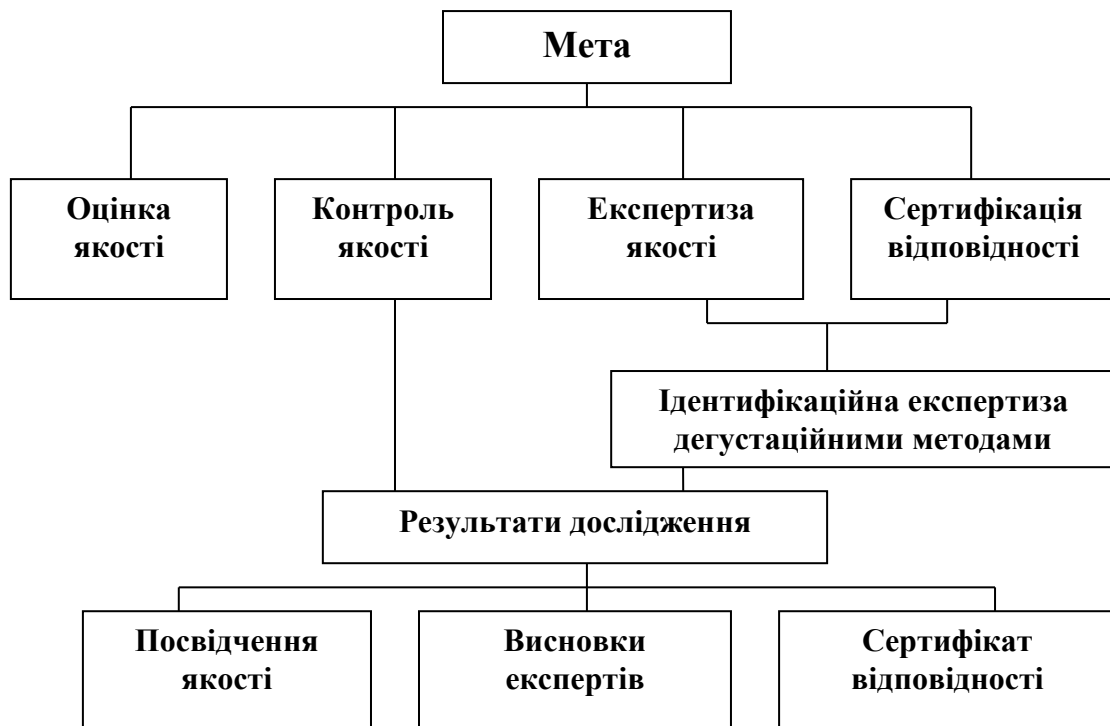 Мета
Оцінка
якості
Контроль
якості
Експертиза
якості
Сертифікація
відповідності
Ідентифікаційна експертиза
дегустаційними методами
Результати дослідження
Посвідчення
якості
Висновки
експертів
Сертифікат
відповідності